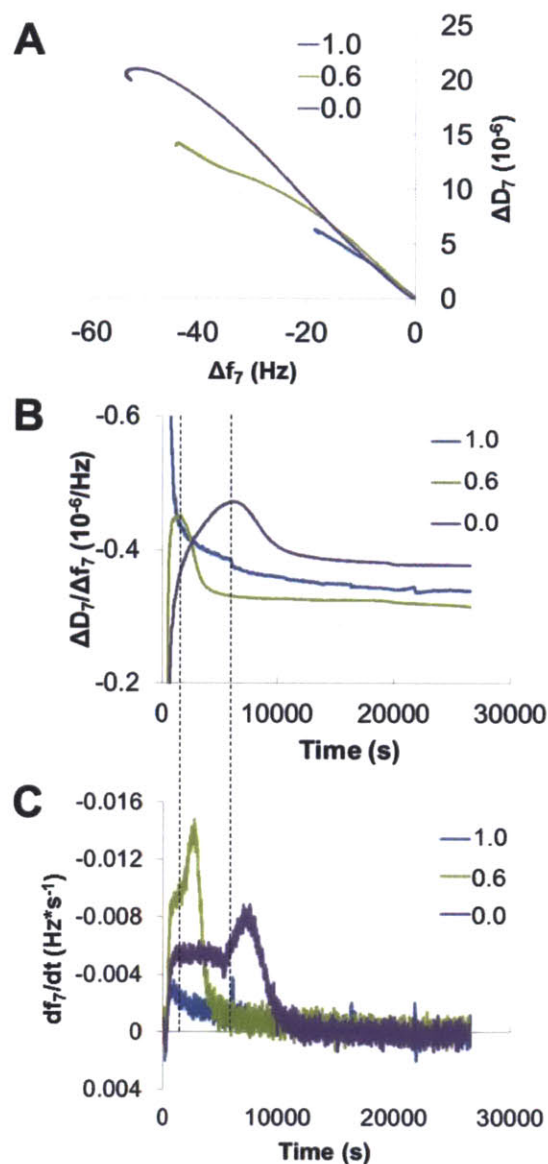 A
25
1.0
0.6
0.0
20
15
10
5
0
ΔD₇ (10⁻⁶)
-60 -40 -20 0
Δf₇ (Hz)
B
-0.6
1.0
0.6
0.0
-0.4
-0.2
ΔD₇/Δf₇ (10⁻⁶/Hz)
0 10000 20000 30000
Time (s)
C
-0.016
-0.012
-0.008
-0.004
0
0.004
1.0
0.6
0.0
df₇/dt (Hz*s⁻¹)
0 10000 20000 30000
Time (s)